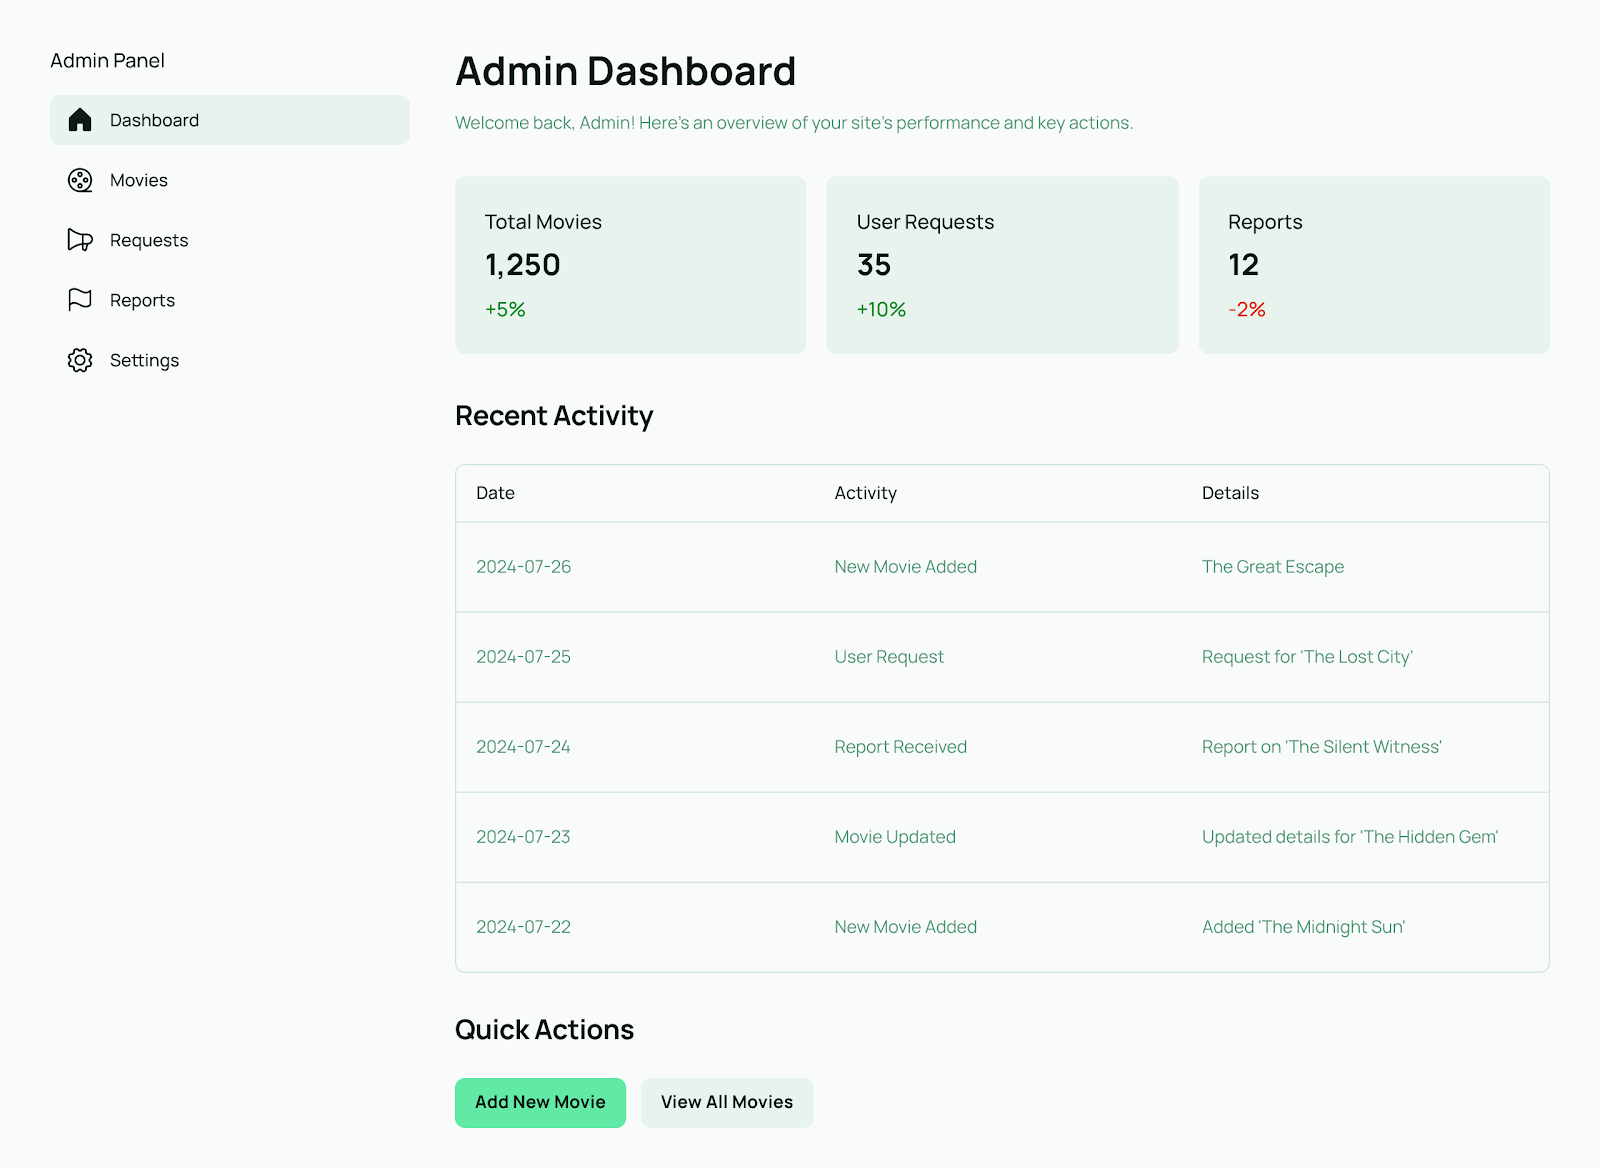 Admin Panel
Dashboard
Movies
Requests
Reports
Settings
Admin Dashboard
Welcome back, Admin! Here's an overview of your site's performance and key actions.
Total Movies
1,250
+5%
User Requests
35
+10%
Reports
12
-2%
Recent Activity
Date Activity Details
2024-07-26 New Movie Added The Great Escape
2024-07-25 User Request Request for 'The Lost City'
2024-07-24 Report Received Report on 'The Silent Witness'
2024-07-23 Movie Updated Updated details for 'The Hidden Gem'
2024-07-22 New Movie Added Added 'The Midnight Sun'
Quick Actions
Add New Movie View All Movies